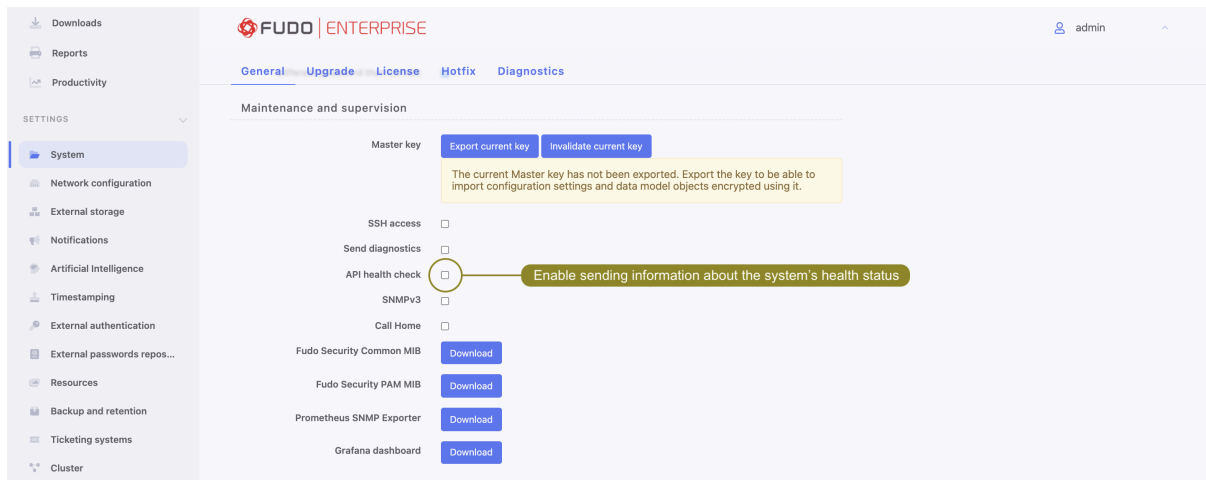 Downloads
Reports
Productivity
SETTINGS
System
Network configuration
External storage
Notifications
Artificial Intelligence
Timestamping
External authentication
External passwords repos...
Resources
Backup and retention
Ticketing systems
Cluster
FUDO | ENTERPRISE
admin
General Upgrade License Hotfix Diagnostics
Maintenance and supervision
Master key Export current key Invalidate current key
The current Master key has not been exported. Export the key to be able to
import configuration settings and data model objects encrypted using it.
SSH access
Send diagnostics
API health check Enable sending information about the system's health status
SNMPv3
Call Home
Fudo Security Common MIB Download
Fudo Security PAM MIB Download
Prometheus SNMP Exporter Download
Grafana dashboard Download